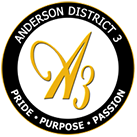 ANDERSON DISTRICT 3
A3
PRIDE • PURPOSE • PASSION